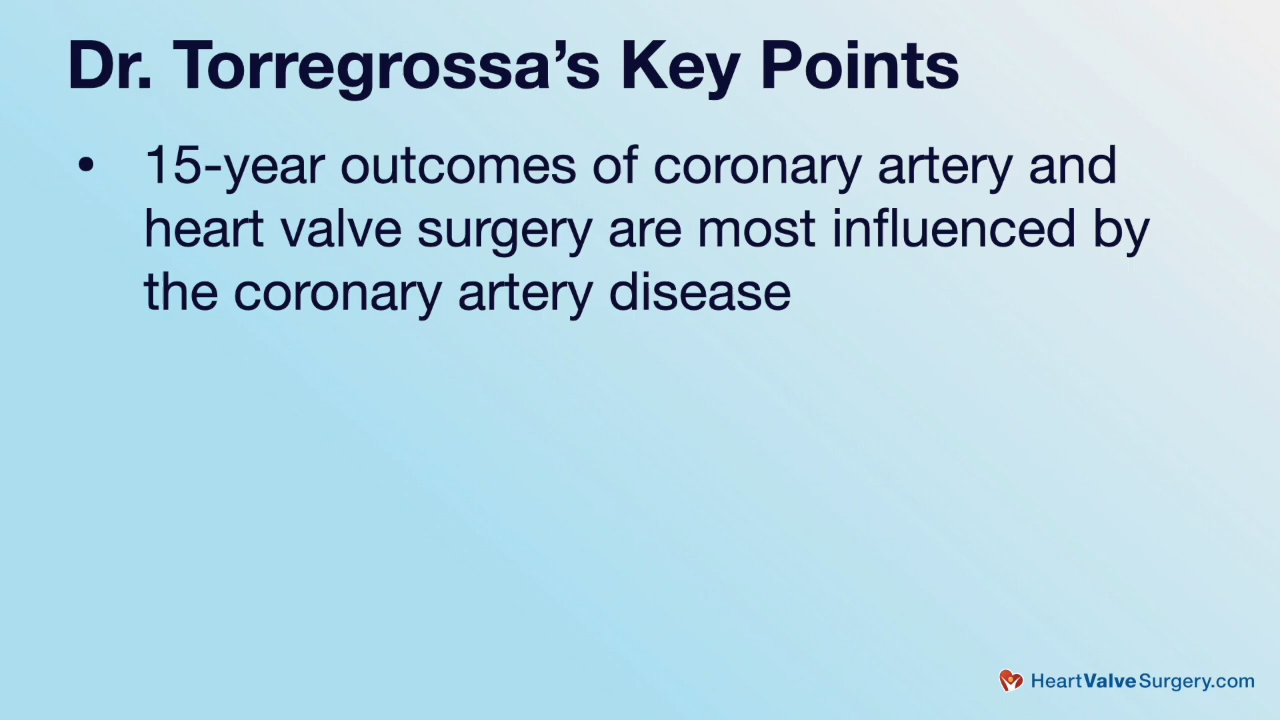 Dr. Torregrossa’s Key Points
• 15-year outcomes of coronary artery and
heart valve surgery are most influenced by
the coronary artery disease
HeartValveSurgery.com